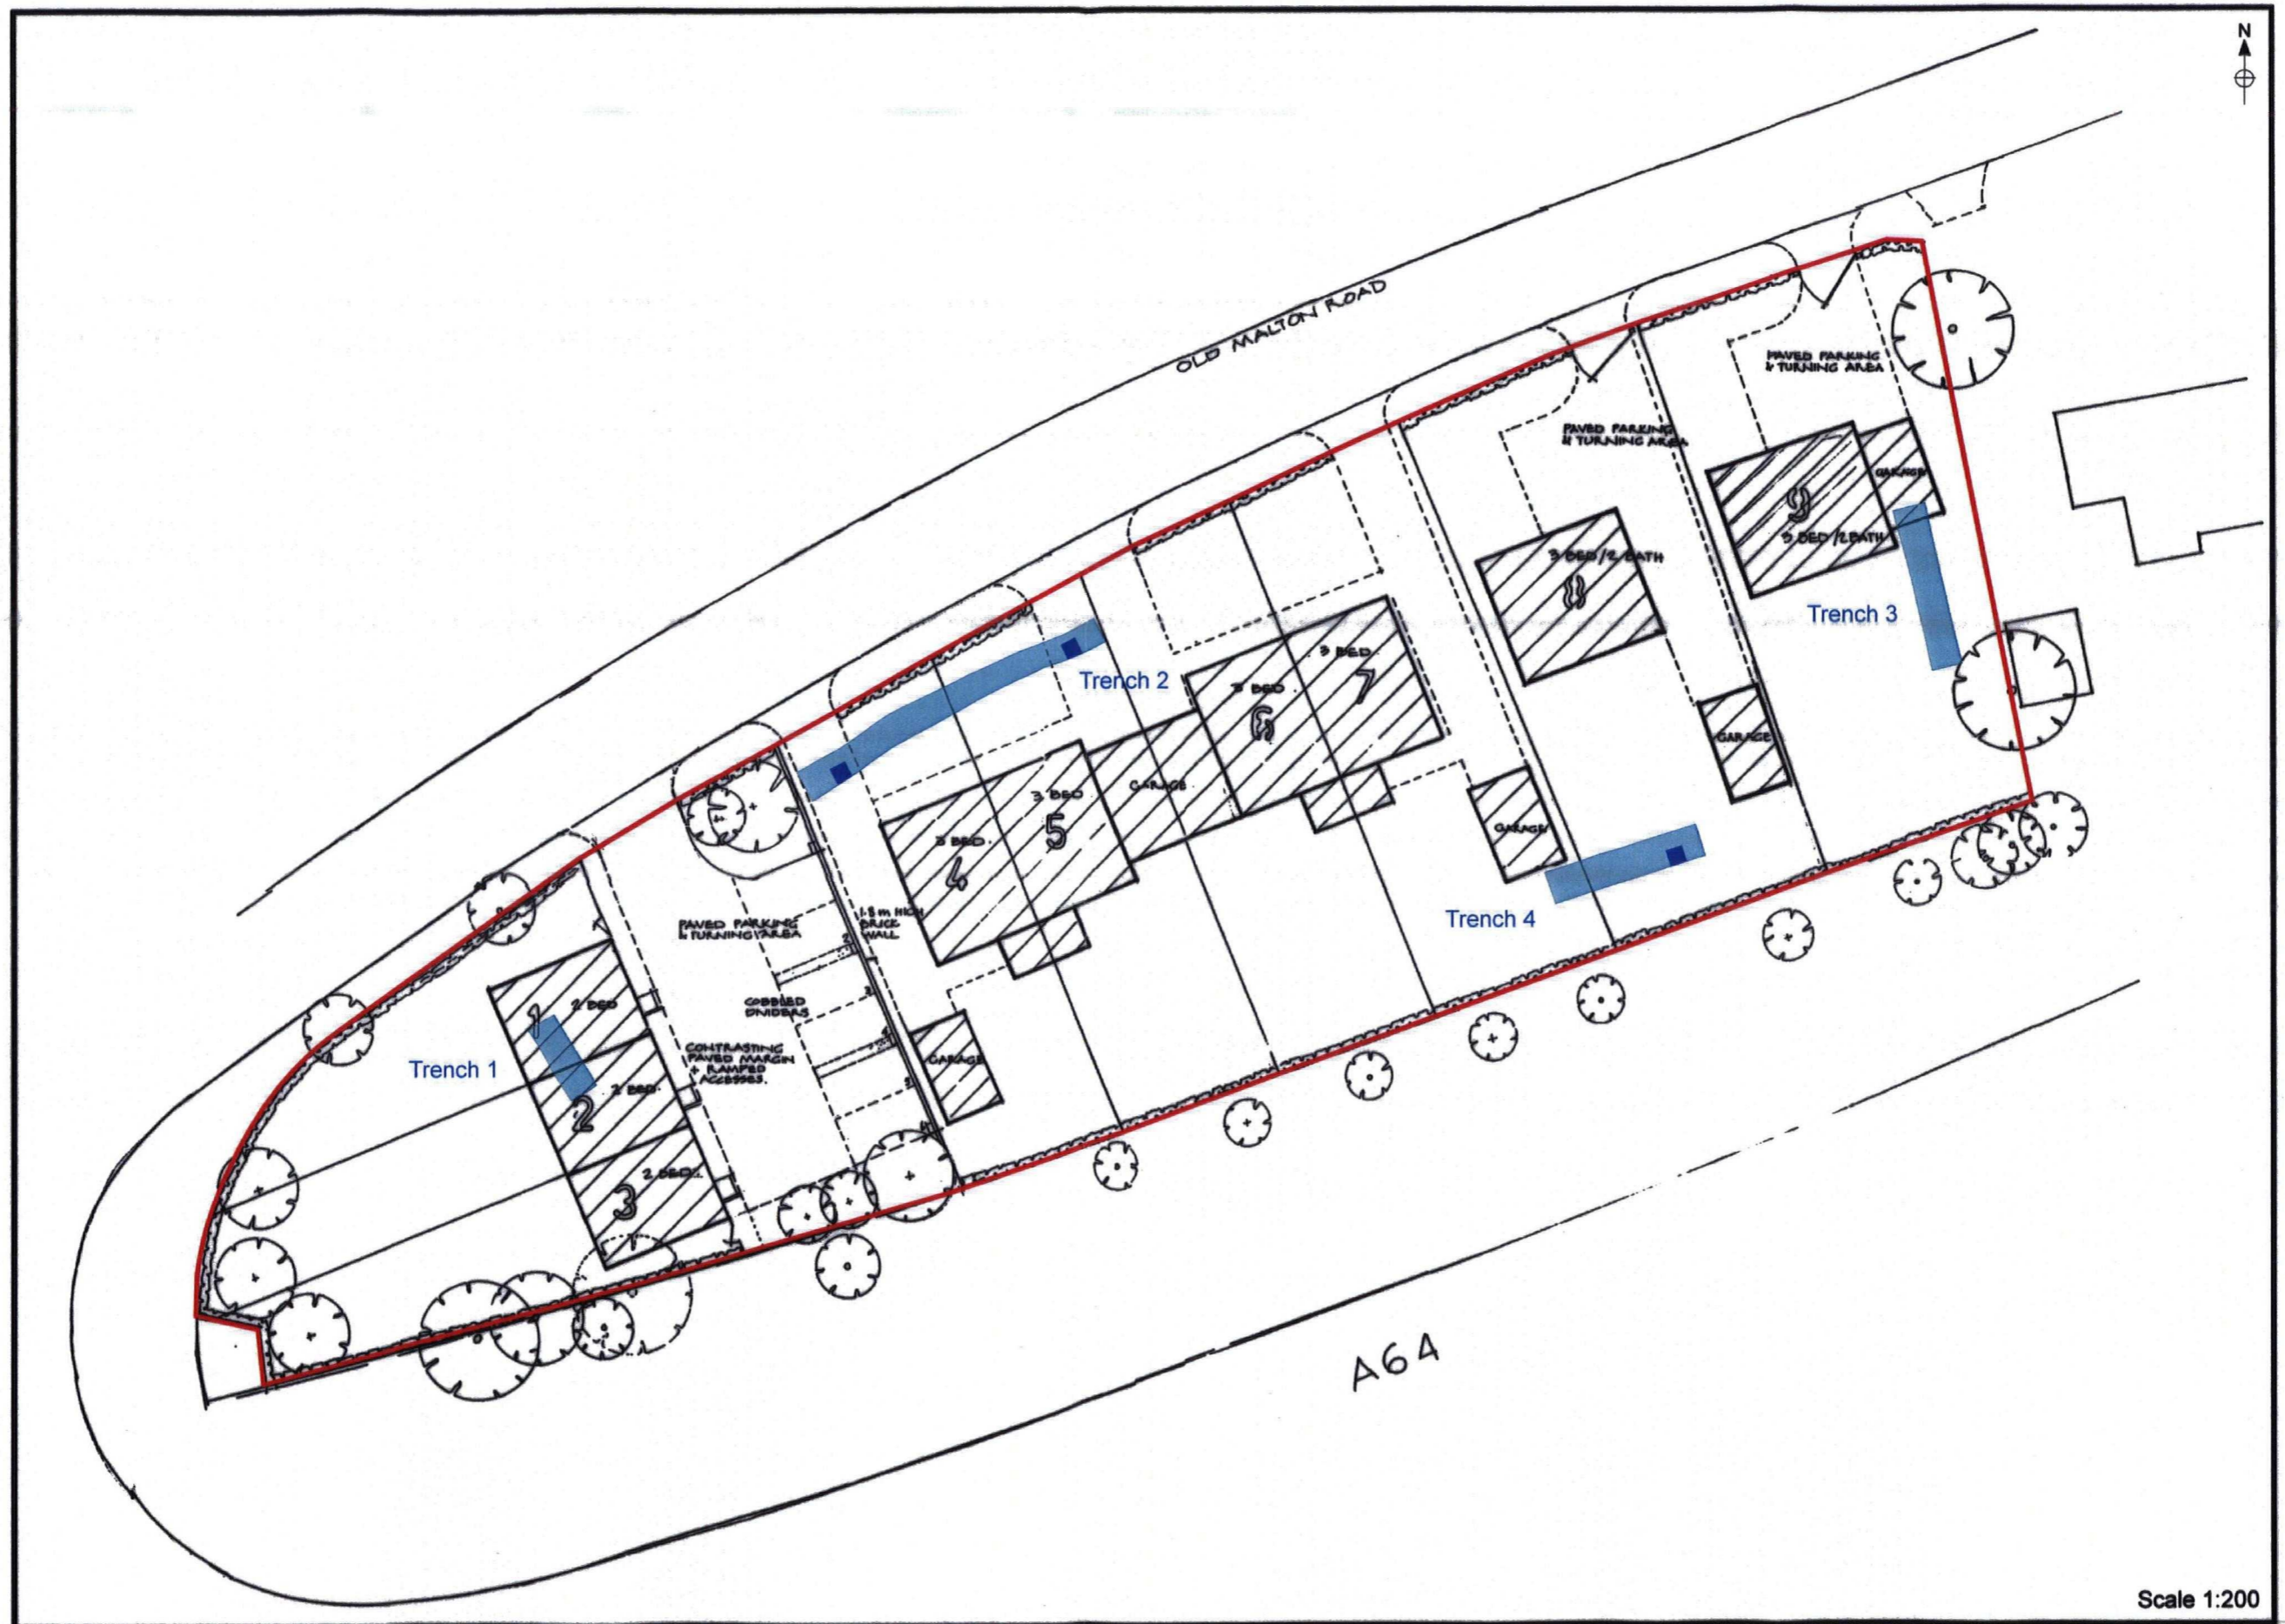 N
OLD MALTON ROAD
PAVED PARKING
& TURNING AREA
PAVED PARKING
& TURNING AREA
GARAGE
9
3 BED/2 BATH
3 BED/2 BATH
8
Trench 3
Trench 2
3 BED.
7
3 BED.
6
GARAGE
GARAGE
3 BED.
5
3 BED.
4
GARAGE
Trench 4
PAVED PARKING
& TURNING AREA
1.8m HIGH
BRICK
WALL
2
COBBLED
DIVIDERS
CONTRASTING
PAVED MARGIN
+ RAMPED
ACCESSES.
GARAGE
1
2 BED
Trench 1
2 BED.
2
2 BED.
3
A64
Scale 1:200